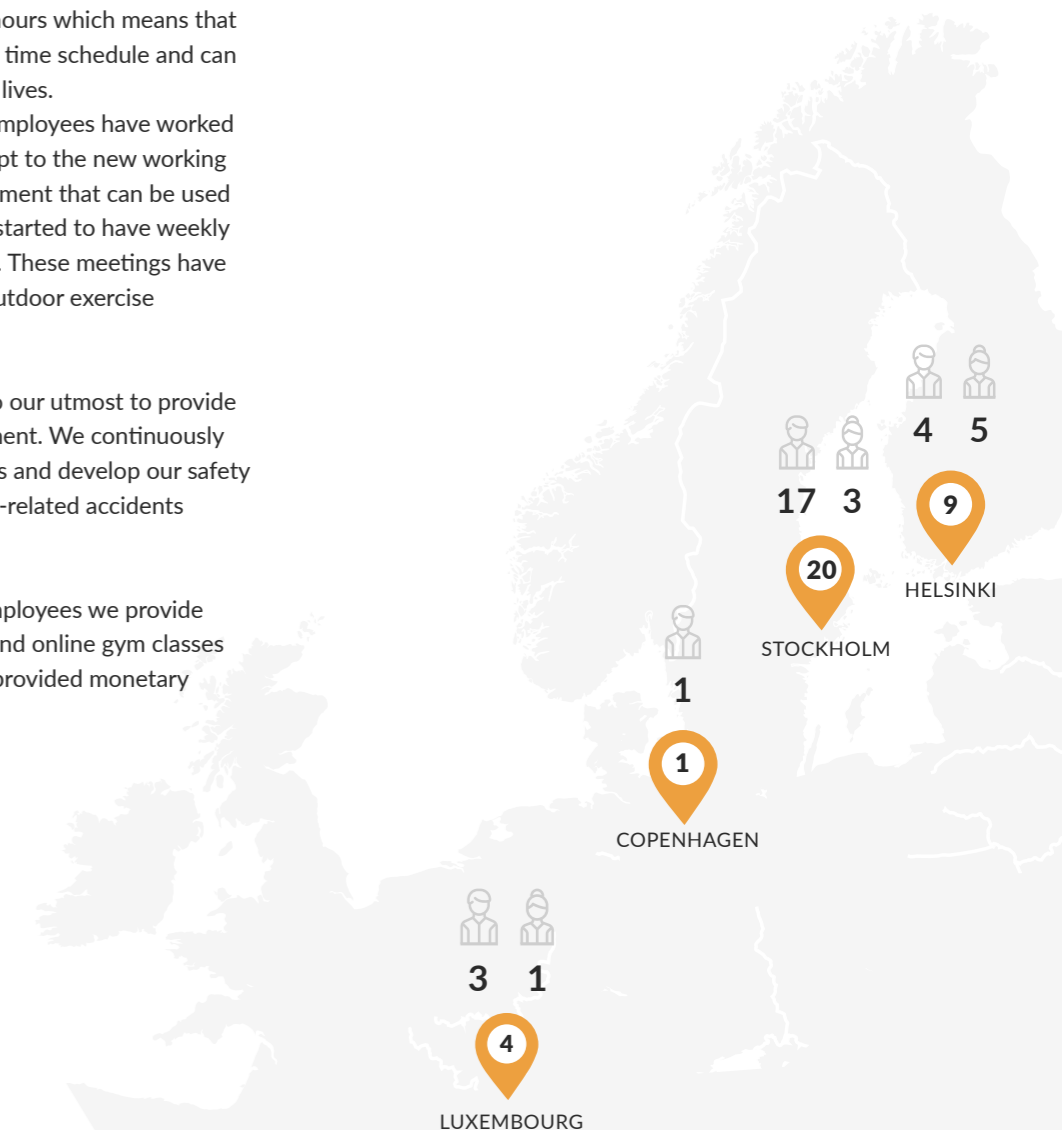 hours which means that
time schedule and can
lives.
mployees have worked
pt to the new working
ment that can be used
started to have weekly
. These meetings have
utdoor exercise
o our utmost to provide
nent. We continuously
s and develop our safety
-related accidents
mployees we provide
nd online gym classes
provided monetary
4 5
9
HELSINKI
17 3
20
STOCKHOLM
1
1
COPENHAGEN
3 1
4
LUXEMBOURG